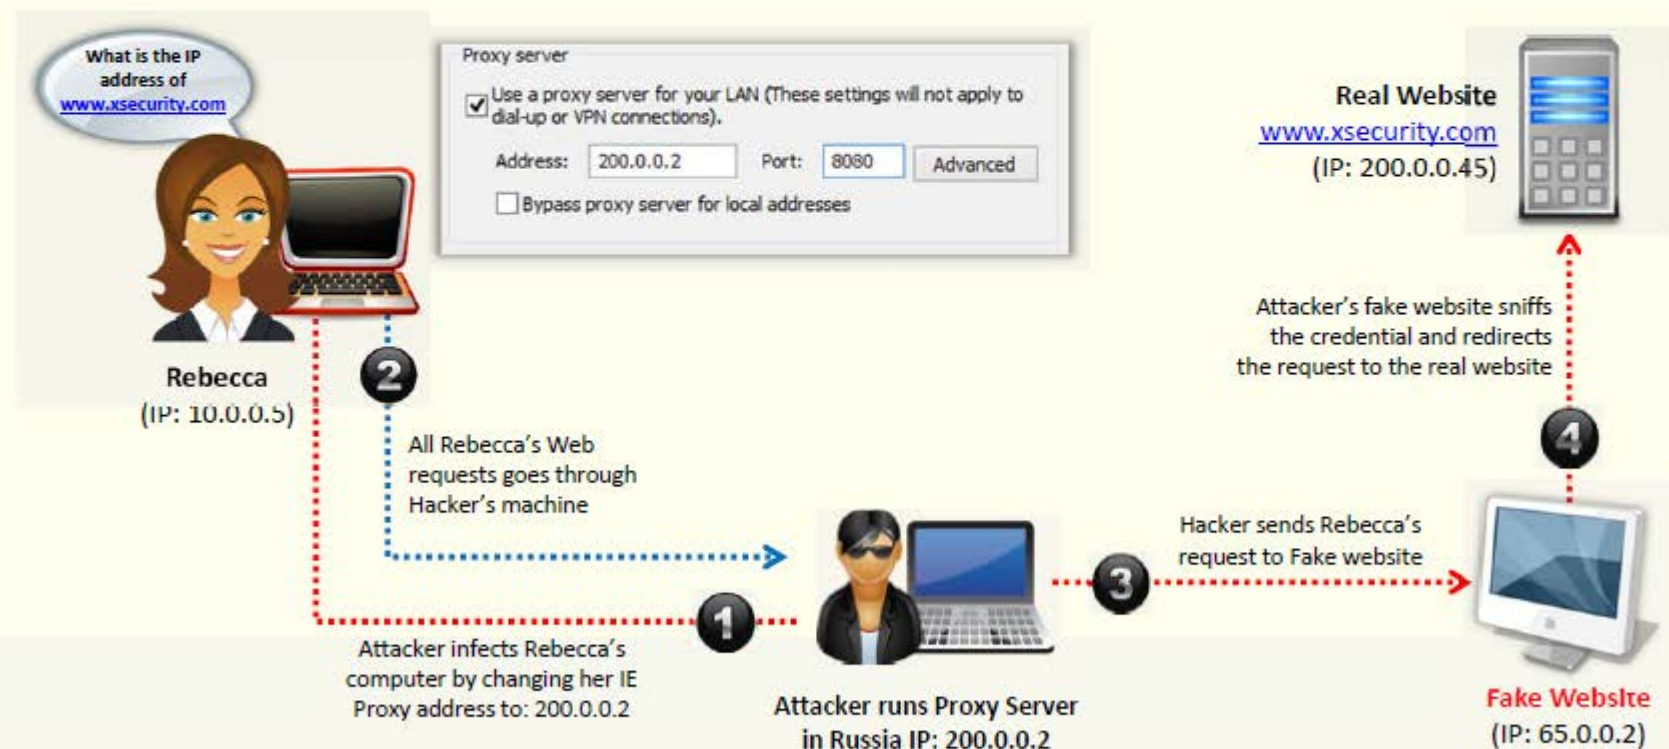 What is the IP
address of
www.xsecurity.com
Rebecca
(IP: 10.0.0.5)
Proxy server
Use a proxy server for your LAN (These settings will not apply to
dial-up or VPN connections).
Address: 200.0.0.2 Port: 8080 Advanced
Bypass proxy server for local addresses
Real Website
www.xsecurity.com
(IP: 200.0.0.45)
2
All Rebecca's Web
requests goes through
Hacker's machine
1
Attacker infects Rebecca's
computer by changing her IE
Proxy address to: 200.0.0.2
Attacker runs Proxy Server
in Russia IP: 200.0.0.2
3
Hacker sends Rebecca's
request to Fake website
Attacker's fake website sniffs
the credential and redirects
the request to the real website
4
Fake Website
(IP: 65.0.0.2)